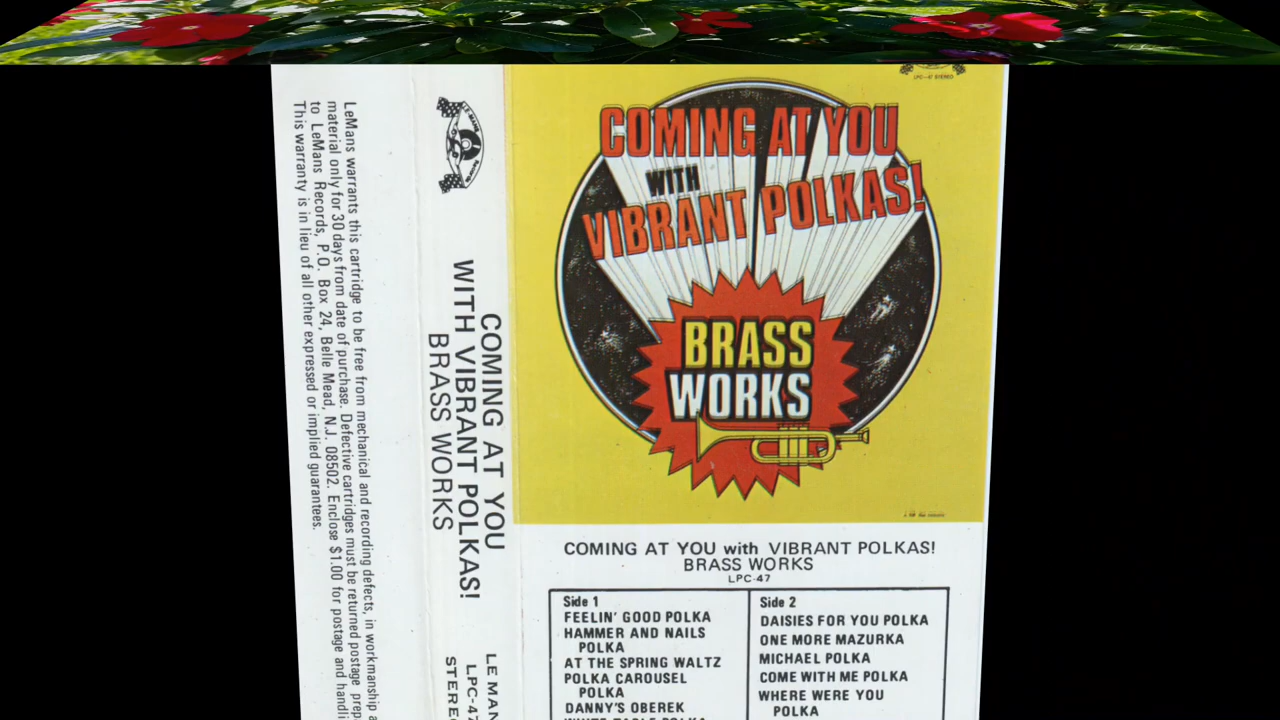 LeMans warrants this cartridge to be free from mechanical and recording defects, in workmanship
material only for 30 days from date of purchase. Defective cartridges must be returned postage
to LeMans Records, P.O. Box 24, Belle Mead, N.J. 08502. Enclose $1.00 for postage and
This warranty is in lieu of all other expressed or implied guarantees.
COMING AT YOU
WITH VIBRANT POLKAS!
BRASS WORKS
LE MAN
LPC-47
STEREO
LPC-47 STEREO
COMING AT YOU
WITH
VIBRANT POLKAS!
BRASS
WORKS
COMING AT YOU with VIBRANT POLKAS!
BRASS WORKS
LPC-47
Side 1
FEELIN' GOOD POLKA
HAMMER AND NAILS
POLKA
AT THE SPRING WALTZ
POLKA CAROUSEL
POLKA
DANNY'S OBEREK
WHITE TABLE POLKA
Side 2
DAISIES FOR YOU POLKA
ONE MORE MAZURKA
MICHAEL POLKA
COME WITH ME POLKA
WHERE WERE YOU
POLKA